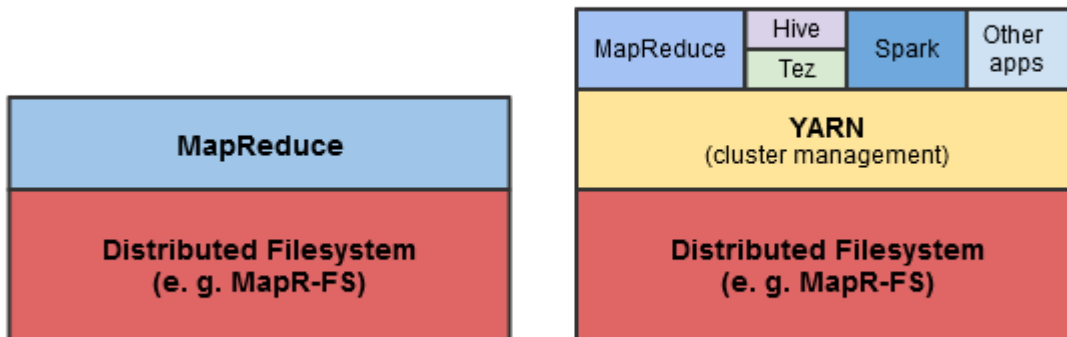 MapReduce
Distributed Filesystem
(e. g. MapR-FS)
MapReduce
Hive
Tez
Spark
Other
apps
YARN
(cluster management)
Distributed Filesystem
(e. g. MapR-FS)